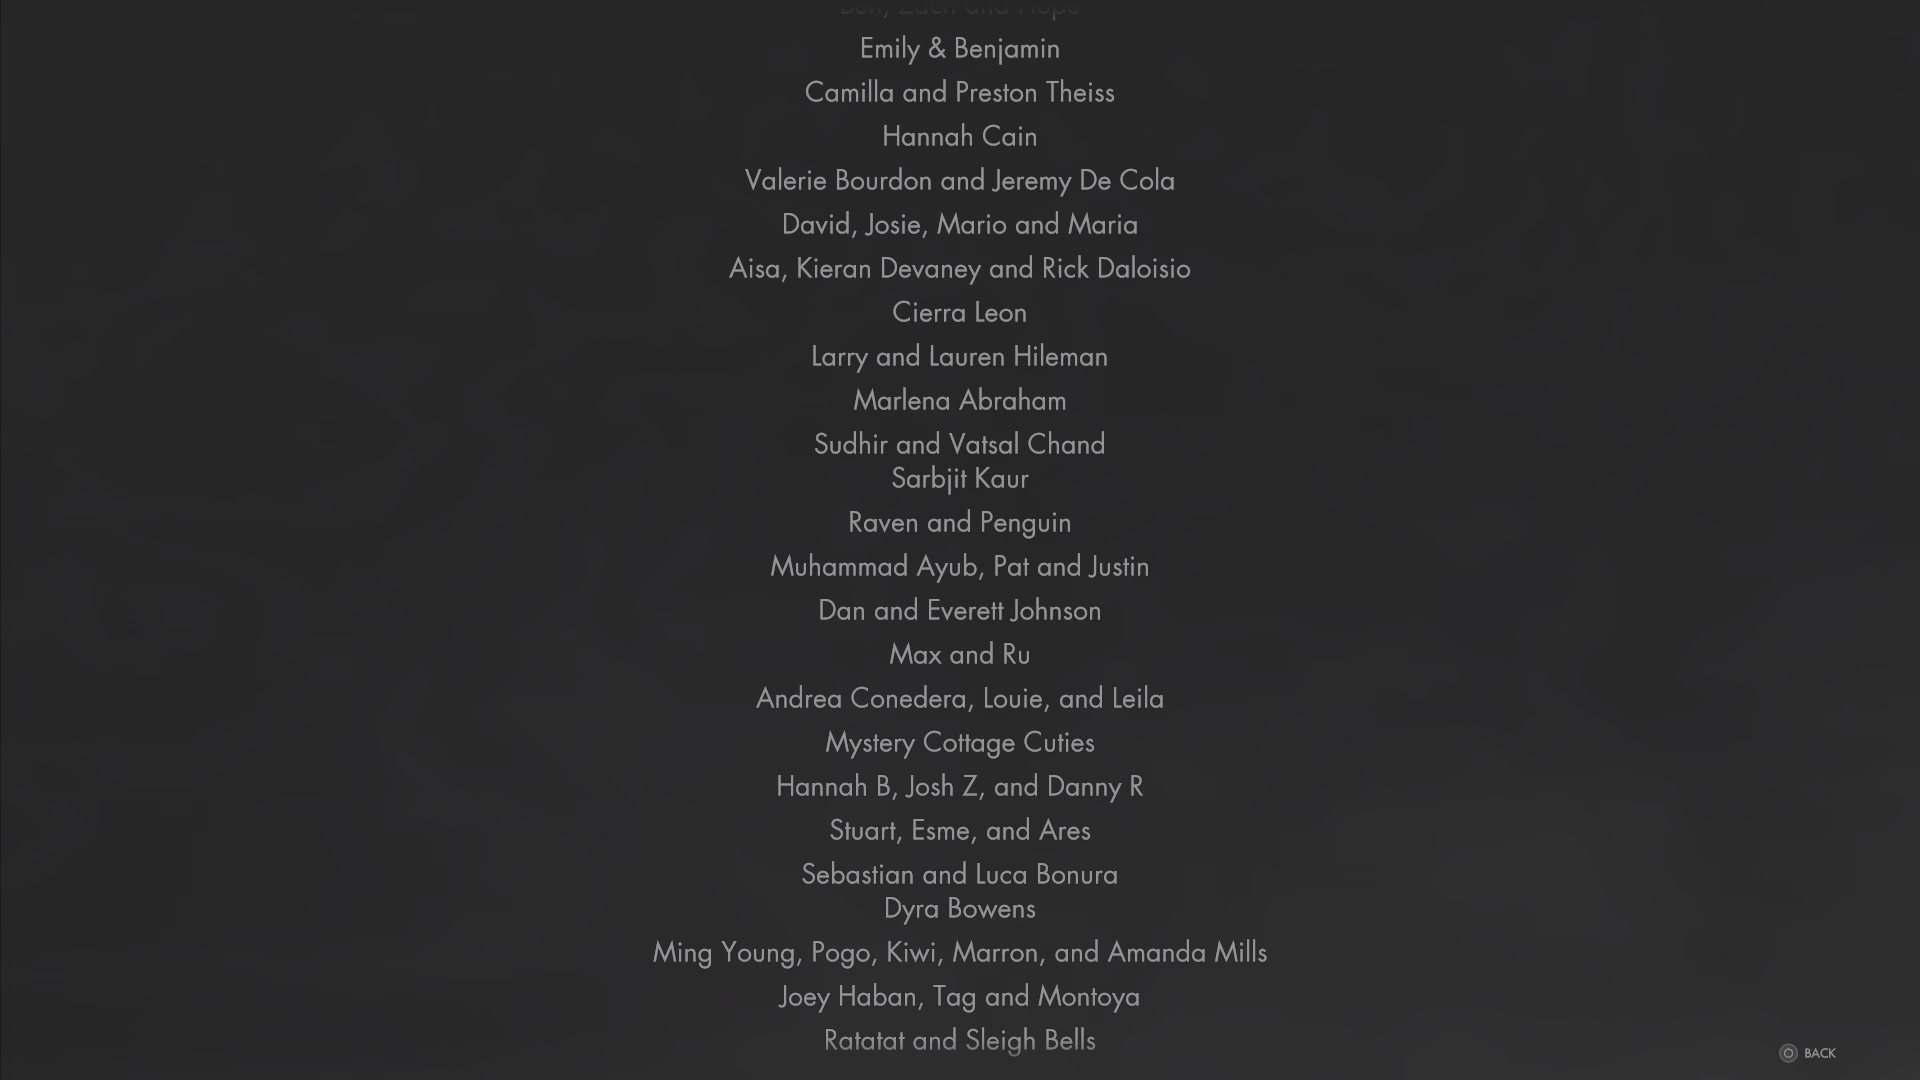 Emily & Benjamin
Camilla and Preston Theiss
Hannah Cain
Valerie Bourdon and Jeremy De Cola
David, Josie, Mario and Maria
Aisa, Kieran Devaney and Rick Daloisio
Cierra Leon
Larry and Lauren Hileman
Marlena Abraham
Sudhir and Vatsal Chand
Sarbjit Kaur
Raven and Penguin
Muhammad Ayub, Pat and Justin
Dan and Everett Johnson
Max and Ru
Andrea Conedera, Louie, and Leila
Mystery Cottage Cuties
Hannah B, Josh Z, and Danny R
Stuart, Esme, and Ares
Sebastian and Luca Bonura
Dyra Bowens
Ming Young, Pogo, Kiwi, Marron, and Amanda Mills
Joey Haban, Tag and Montoya
Ratatat and Sleigh Bells
BACK